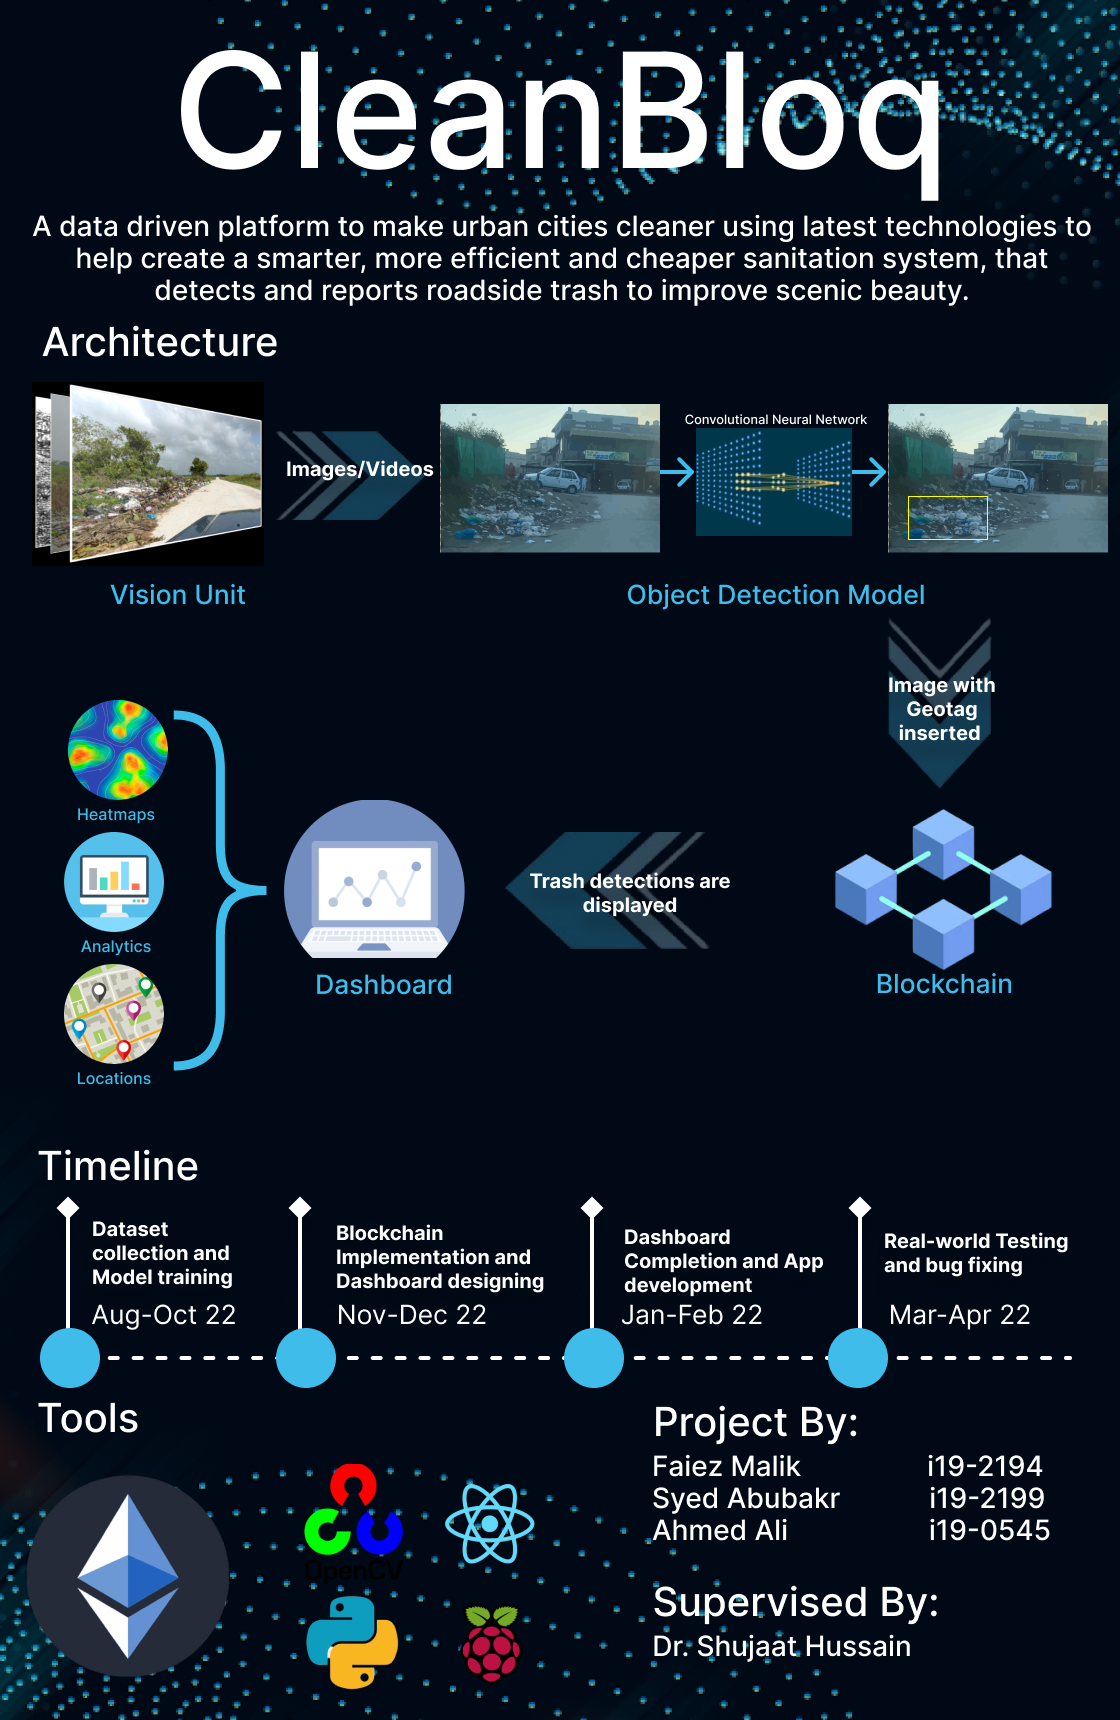 CleanBloq
A data driven platform to make urban cities cleaner using latest technologies to
help create a smarter, more efficient and cheaper sanitation system, that
detects and reports roadside trash to improve scenic beauty.
Architecture
Images/Videos
Convolutional Neural Network
Vision Unit
Object Detection Model
Image with
Geotag
inserted
Heatmaps
Analytics
Locations
Dashboard
Trash detections are
displayed
Blockchain
Timeline
Dataset
collection and
Model training
Aug-Oct 22
Blockchain
Implementation and
Dashboard designing
Nov-Dec 22
Dashboard
Completion and App
development
Jan-Feb 22
Real-world Testing
and bug fixing
Mar-Apr 22
Tools
OpenCV
Project By:
Faiez Malik i19-2194
Syed Abubakr i19-2199
Ahmed Ali i19-0545
Supervised By:
Dr. Shujaat Hussain